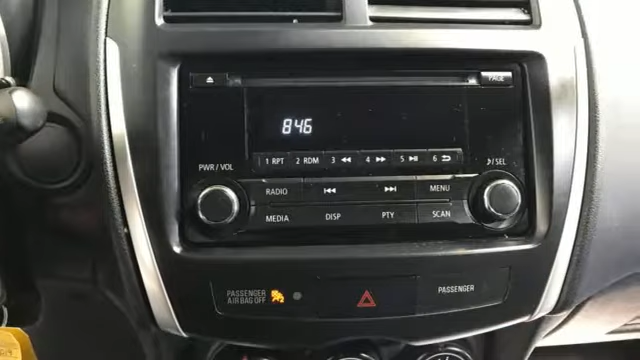 PAGE
846
1 RPT 2 RDM 3 4 5 6
PWR / VOL
♪/SEL
RADIO MENU
MEDIA DISP PTY SCAN
PASSENGER
AIR BAG OFF
PASSENGER